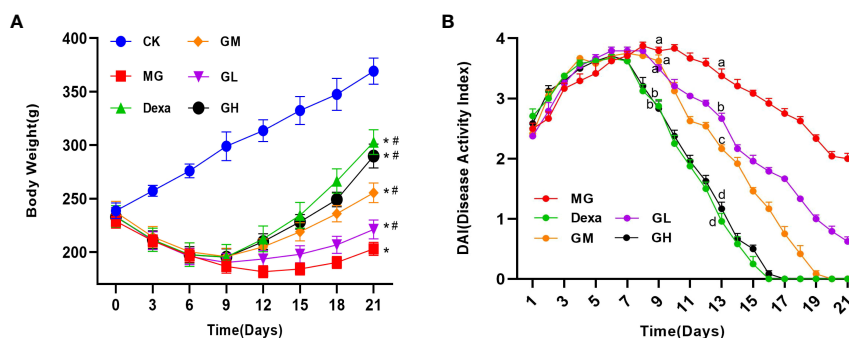 A
400
350
300
250
200
Body Weight(g)
CK
GM
MG
GL
Dexa
GH
* #
* #
* #
* #
*
0 3 6 9 12 15 18 21
Time(Days)
B
4
3
2
1
0
DAI(Disease Activity Index)
a
a
a
a
b
b
b
c
d
d
MG
Dexa
GL
GM
GH
1 3 5 7 9 11 13 15 17 19 21
Time(Days)